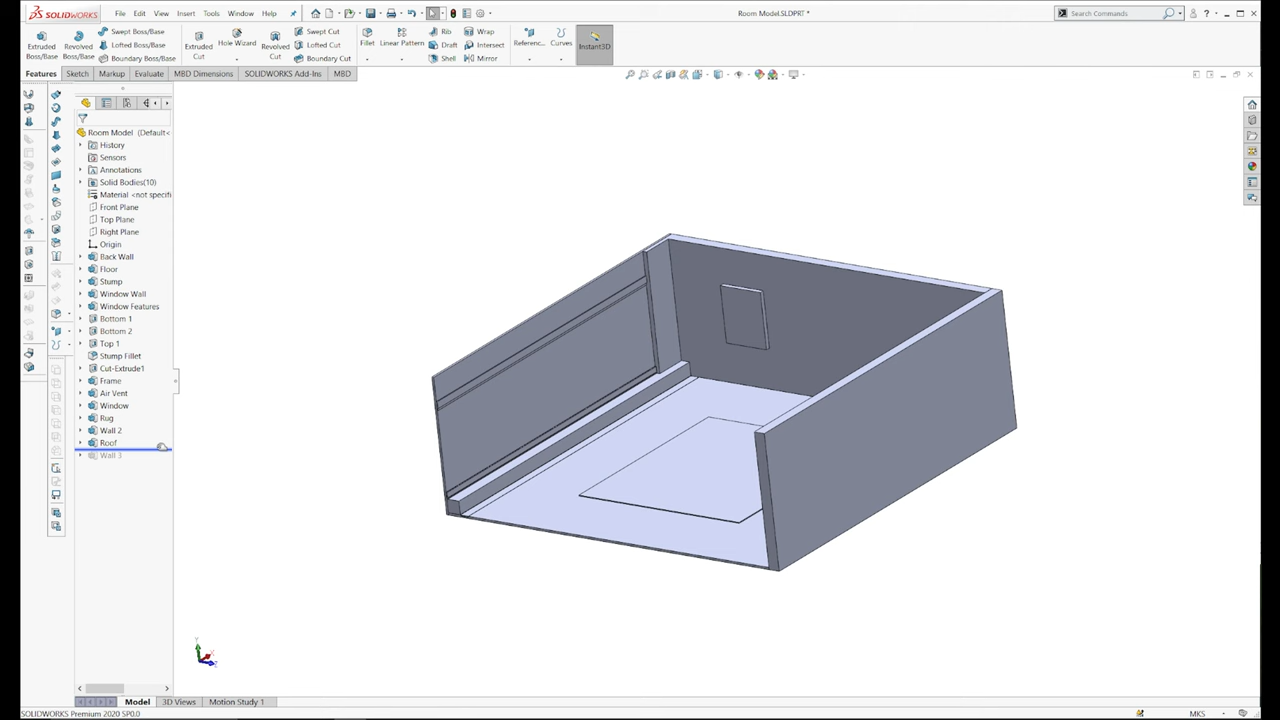 SOLIDWORKS File Edit View Insert Tools Window Help Room Model.SLDPRT * Search Commands ?
Extruded Boss/Base Revolved Boss/Base Swept Boss/Base Lofted Boss/Base Boundary Boss/Base Extruded Cut Hole Wizard Revolved Cut Swept Cut Lofted Cut Boundary Cut Fillet Linear Pattern Rib Draft Shell Wrap Intersect Mirror Referenc... Curves Instant3D
Features Sketch Markup Evaluate MBD Dimensions SOLIDWORKS Add-Ins MBD
Room Model (Default<
History
Sensors
Annotations
Solid Bodies(10)
Material <not specifi
Front Plane
Top Plane
Right Plane
Origin
Back Wall
Floor
Stump
Window Wall
Window Features
Bottom 1
Bottom 2
Top 1
Stump Fillet
Cut-Extrude1
Frame
Air Vent
Window
Rug
Wall 2
Roof
Wall 3
Model 3D Views Motion Study 1
SOLIDWORKS Premium 2020 SP0.0 MKS